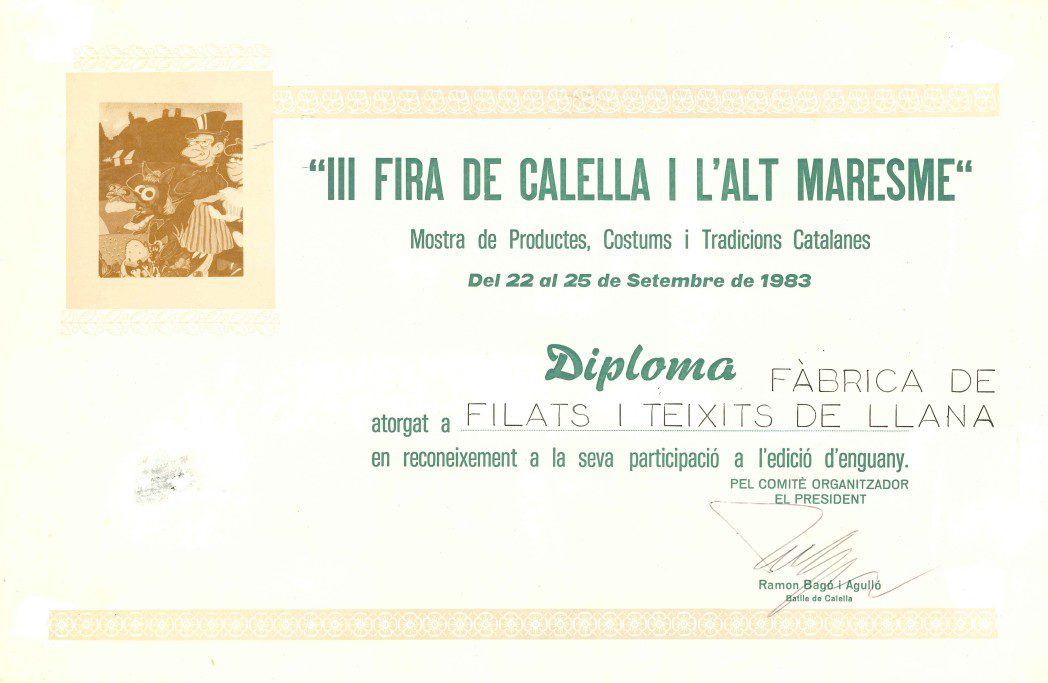 “III FIRA DE CALELLA I L'ALT MARESME“
Mostra de Productes, Costums i Tradicions Catalanes
Del 22 al 25 de Setembre de 1983
Diploma
atorgat a FÀBRICA DE
FILATS I TEIXITS DE LLANA
en reconeixement a la seva participació a l'edició d'enguany.
PEL COMITÈ ORGANITZADOR
EL PRESIDENT
Ramon Bagó i Agulló
Batlle de Calella